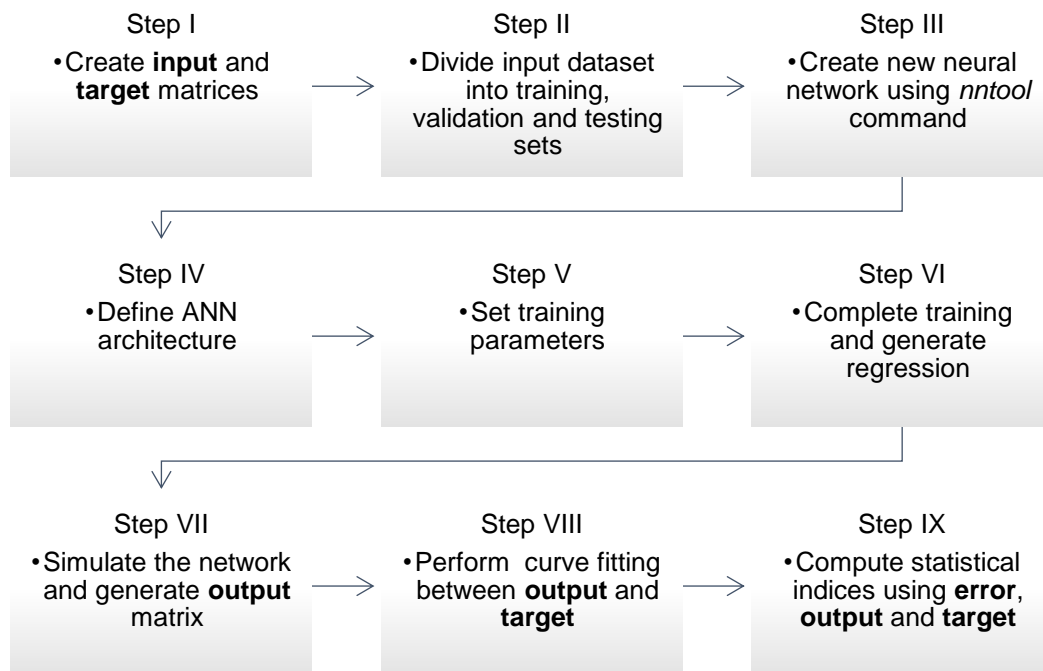 Step I
•Create input and
target matrices
Step II
•Divide input dataset
into training,
validation and testing
sets
Step III
•Create new neural
network using nntool
command
Step IV
•Define ANN
architecture
Step V
•Set training
parameters
Step VI
•Complete training
and generate
regression
Step VII
•Simulate the network
and generate output
matrix
Step VIII
•Perform curve fitting
between output and
target
Step IX
•Compute statistical
indices using error,
output and target